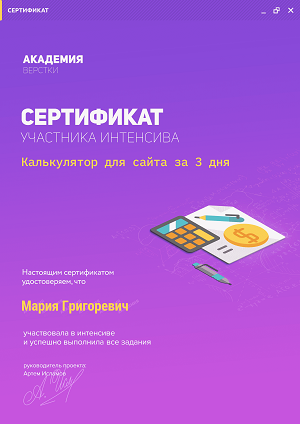 СЕРТИФИКАТ
АКАДЕМИЯ
ВЕРСТКИ
СЕРТИФИКАТ
УЧАСТНИКА ИНТЕНСИВА
Калькулятор для сайта за 3 дня
Настоящим сертификатом
удостоверяем, что
Мария Григоревич
участвовала в интенсиве
и успешно выполнила все задания
руководитель проекта:
Артем Исламов